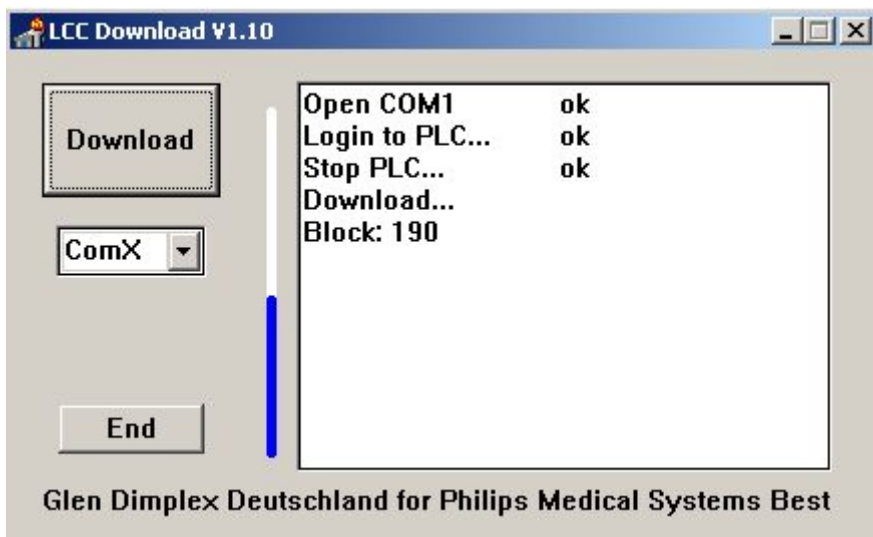 LCC Download V1.10
Download
ComX
End
Open COM1 ok
Login to PLC... ok
Stop PLC... ok
Download...
Block: 190
Glen Dimplex Deutschland for Philips Medical Systems Best